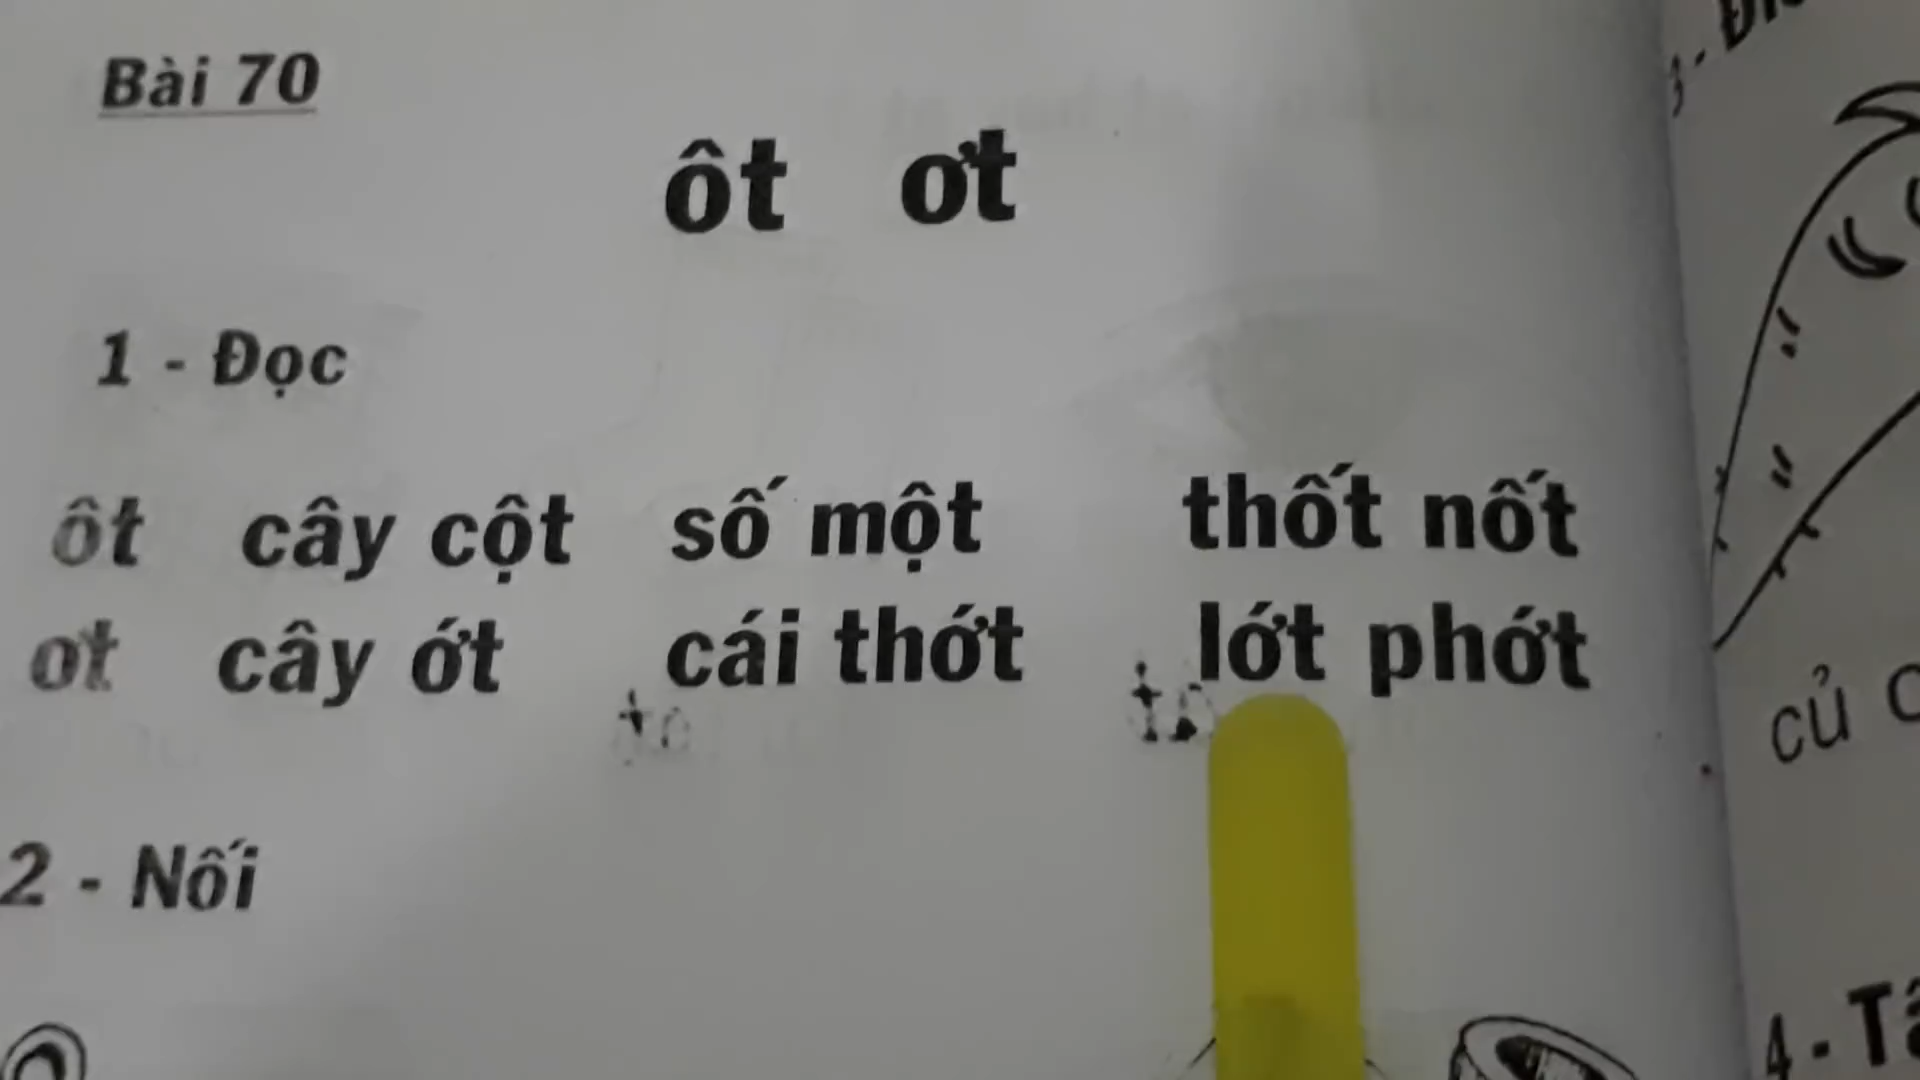 Bài 70
ôt ơt
1 - Đọc
ôt cây cột số một thốt nốt
ơt cây ớt cái thớt lớt phớt
2 - Nối
củ
4 -